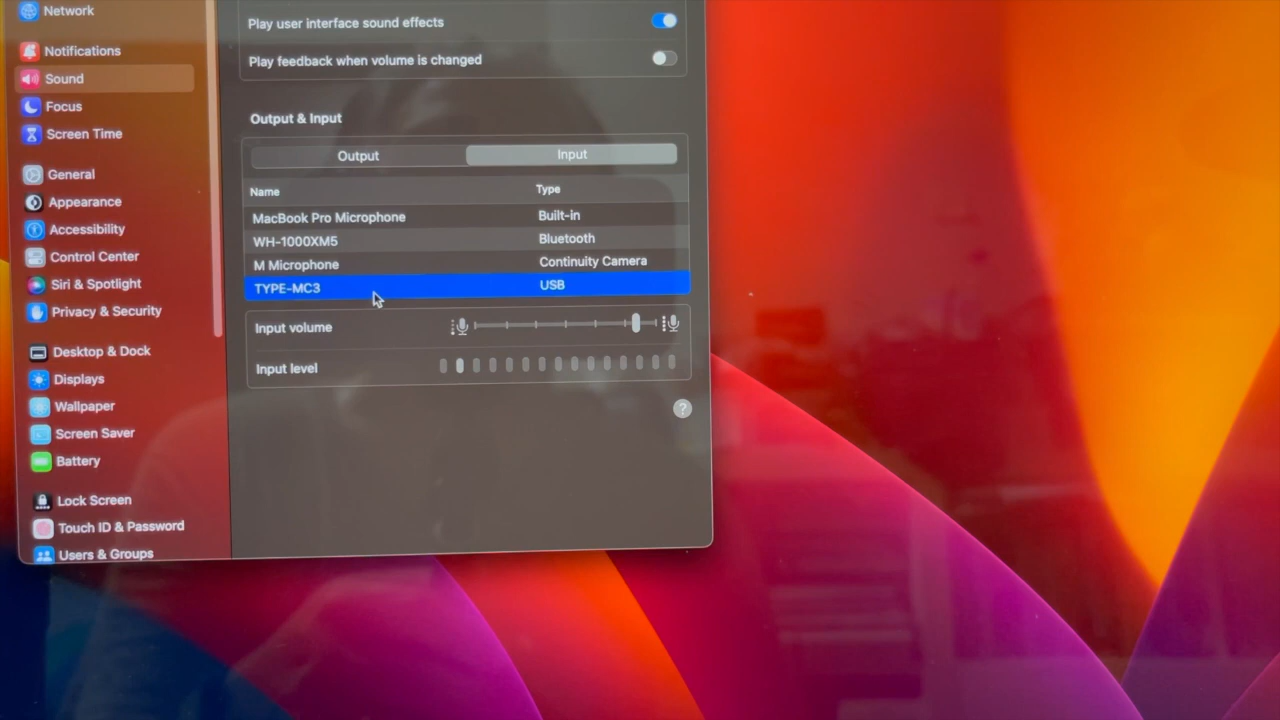 Network
Notifications
Sound
Focus
Screen Time
General
Appearance
Accessibility
Control Center
Siri & Spotlight
Privacy & Security
Desktop & Dock
Displays
Wallpaper
Screen Saver
Battery
Lock Screen
Touch ID & Password
Users & Groups
Play user interface sound effects
Play feedback when volume is changed
Output & Input
Output Input
Name Type
MacBook Pro Microphone Built-in
WH-1000XM5 Bluetooth
M Microphone Continuity Camera
TYPE-MC3 USB
Input volume
Input level
?